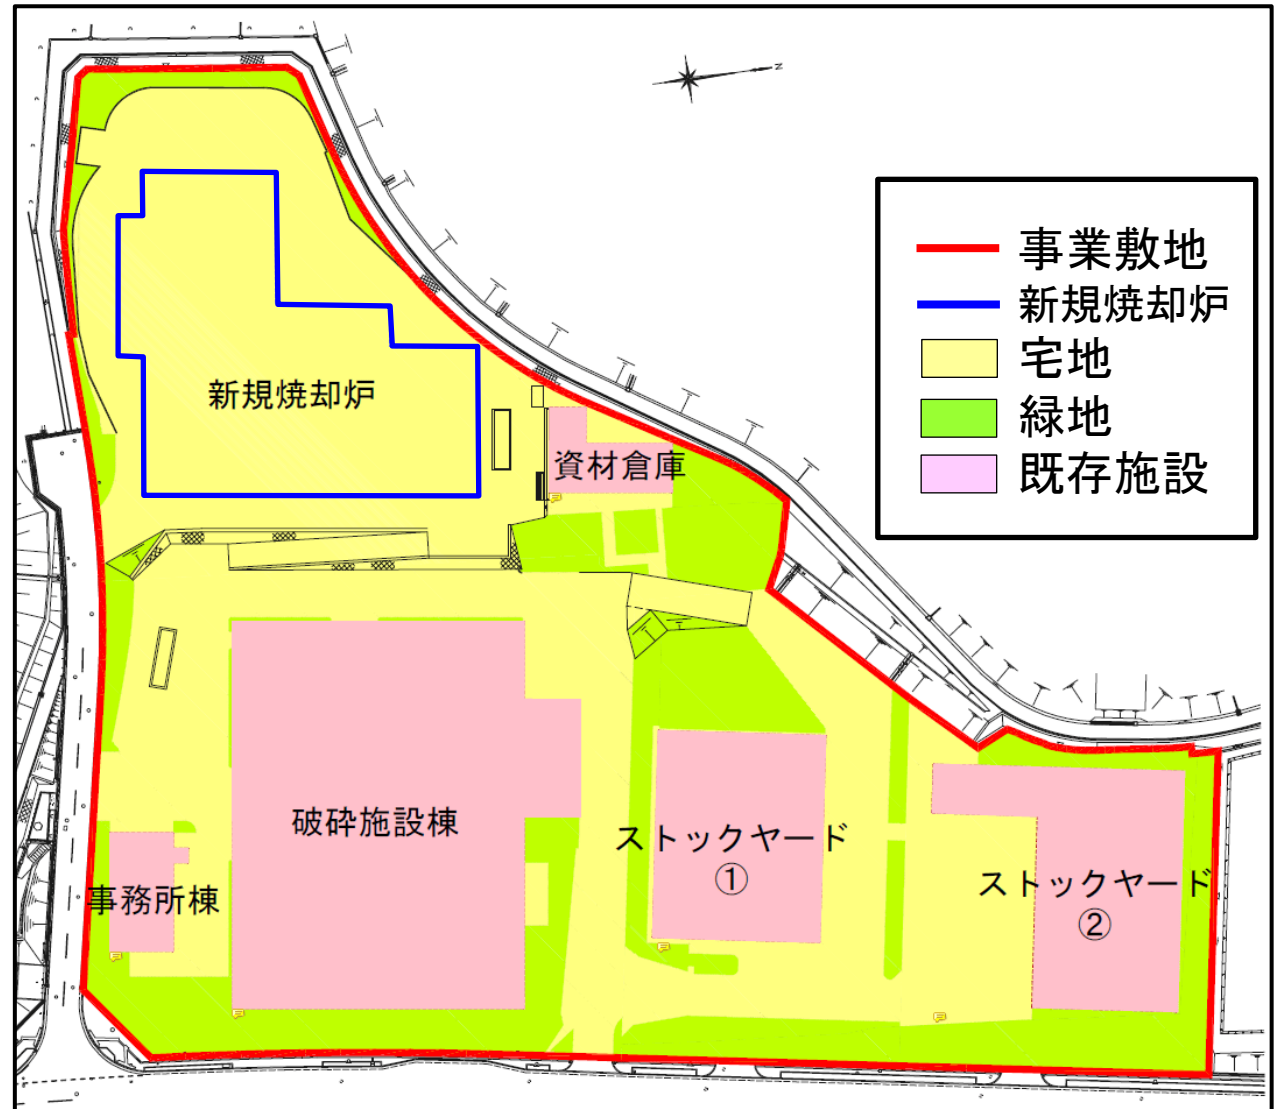 N
事業敷地
新規焼却炉
宅地
緑地
既存施設
新規焼却炉
資材倉庫
破砕施設棟
ストックヤード
①
ストックヤード
②
事務所棟